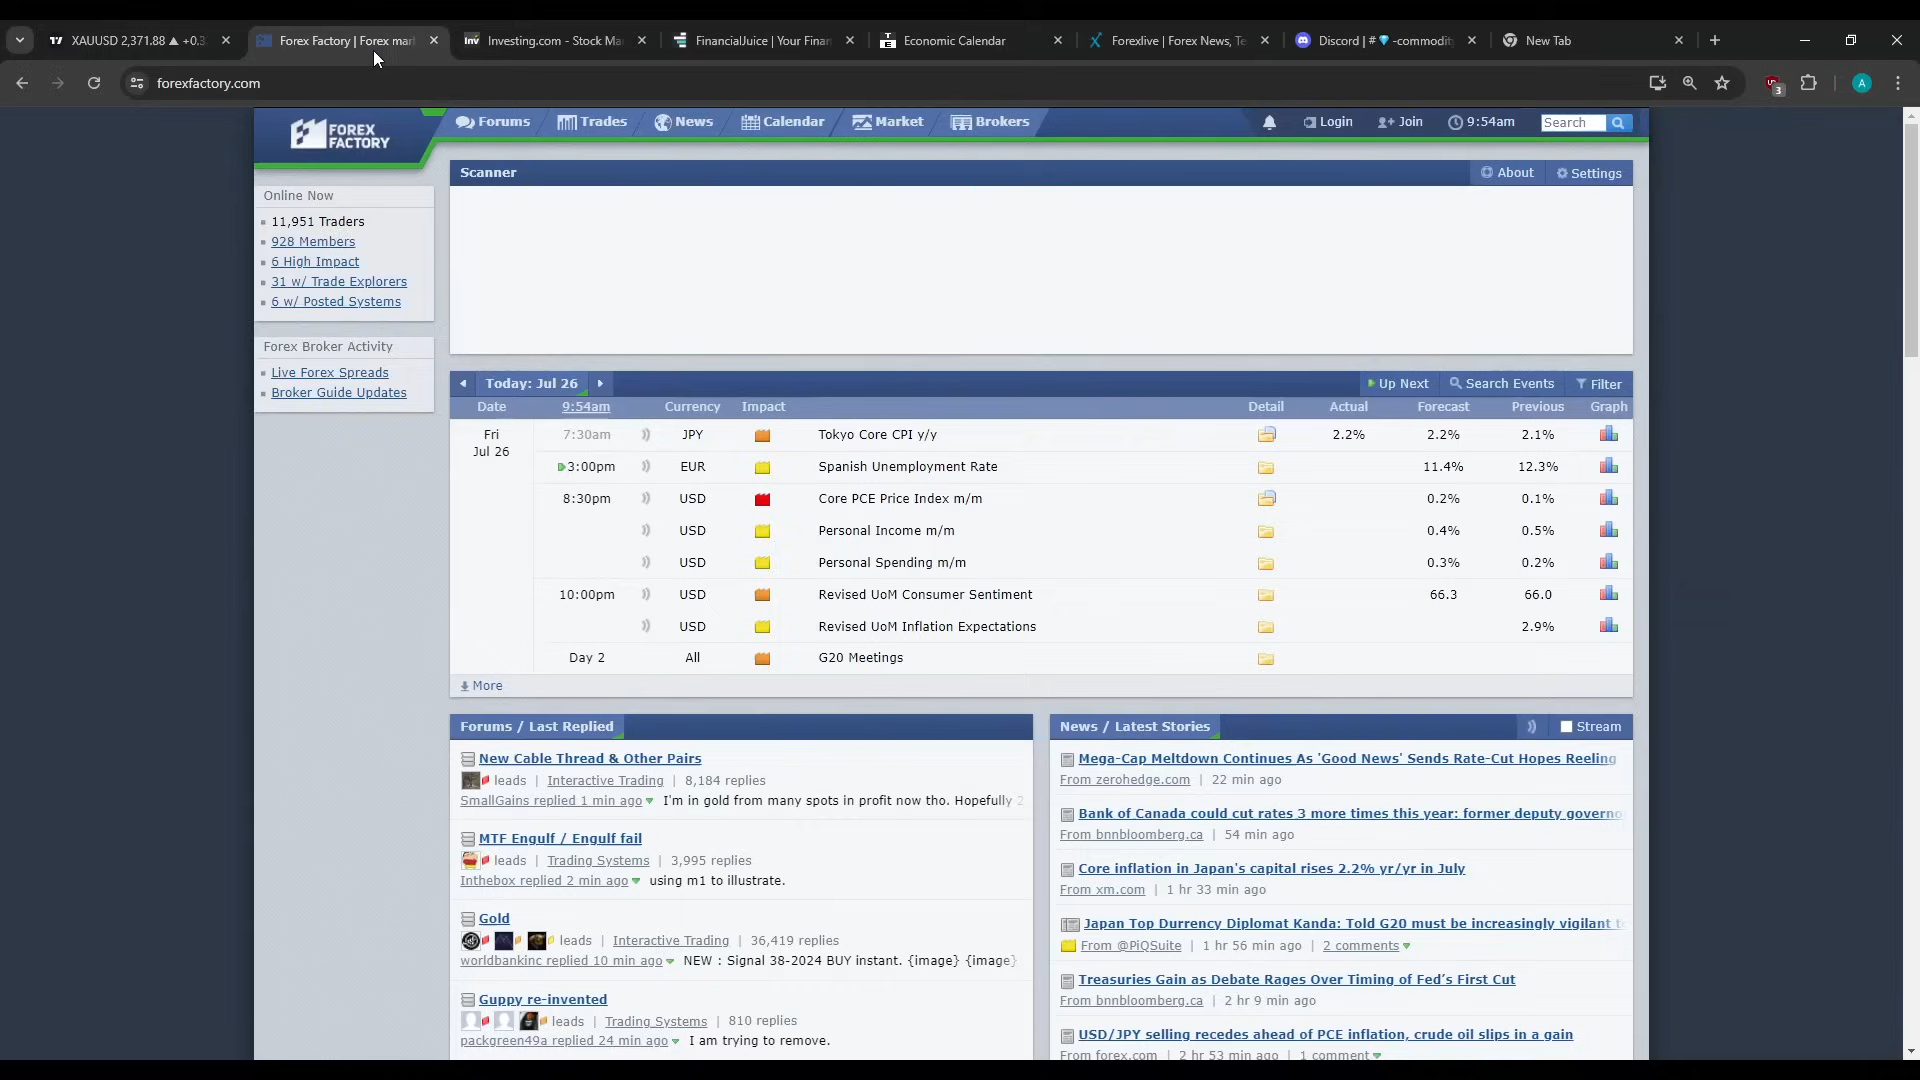 XAUUSD 2,371.88 ▲ +0.3
Forex Factory | Forex mar
Investing.com - Stock Ma
FinancialJuice | Your Finan
Economic Calendar
Forexlive | Forex News, Te
Discord | #💎-commodit
New Tab
forexfactory.com
3
A
FOREX
FACTORY
Forums
Trades
News
Calendar
Market
Brokers
Login
Join
9:54am
Search
Online Now
11,951 Traders
928 Members
6 High Impact
31 w/ Trade Explorers
6 w/ Posted Systems
Forex Broker Activity
Live Forex Spreads
Broker Guide Updates
Scanner
About
Settings
Today: Jul 26
Up Next
Search Events
Filter
Date 9:54am Currency Impact Detail Actual Forecast Previous Graph
Fri 7:30am JPY Tokyo Core CPI y/y 2.2% 2.2% 2.1%
Jul 26
3:00pm EUR Spanish Unemployment Rate 11.4% 12.3%
8:30pm USD Core PCE Price Index m/m 0.2% 0.1%
USD Personal Income m/m 0.4% 0.5%
USD Personal Spending m/m 0.3% 0.2%
10:00pm USD Revised UoM Consumer Sentiment 66.3 66.0
USD Revised UoM Inflation Expectations 2.9%
Day 2 All G20 Meetings
More
Forums / Last Replied
New Cable Thread & Other Pairs
leads | Interactive Trading | 8,184 replies
SmallGains replied 1 min ago I'm in gold from many spots in profit now tho. Hopefully 2
MTF Engulf / Engulf fail
leads | Trading Systems | 3,995 replies
Inthebox replied 2 min ago using m1 to illustrate.
Gold
leads | Interactive Trading | 36,419 replies
worldbankinc replied 10 min ago NEW : Signal 38-2024 BUY instant. {image} {image}
Guppy re-invented
leads | Trading Systems | 810 replies
packgreen49a replied 24 min ago I am trying to remove.
News / Latest Stories
Stream
Mega-Cap Meltdown Continues As 'Good News' Sends Rate-Cut Hopes Reeling
From zerohedge.com | 22 min ago
Bank of Canada could cut rates 3 more times this year: former deputy governo
From bnnbloomberg.ca | 54 min ago
Core inflation in Japan's capital rises 2.2% yr/yr in July
From xm.com | 1 hr 33 min ago
Japan Top Durrency Diplomat Kanda: Told G20 must be increasingly vigilant t
From @PiQSuite | 1 hr 56 min ago | 2 comments
Treasuries Gain as Debate Rages Over Timing of Fed's First Cut
From bnnbloomberg.ca | 2 hr 9 min ago
USD/JPY selling recedes ahead of PCE inflation, crude oil slips in a gain
From forex.com | 2 hr 53 min ago | 1 comment